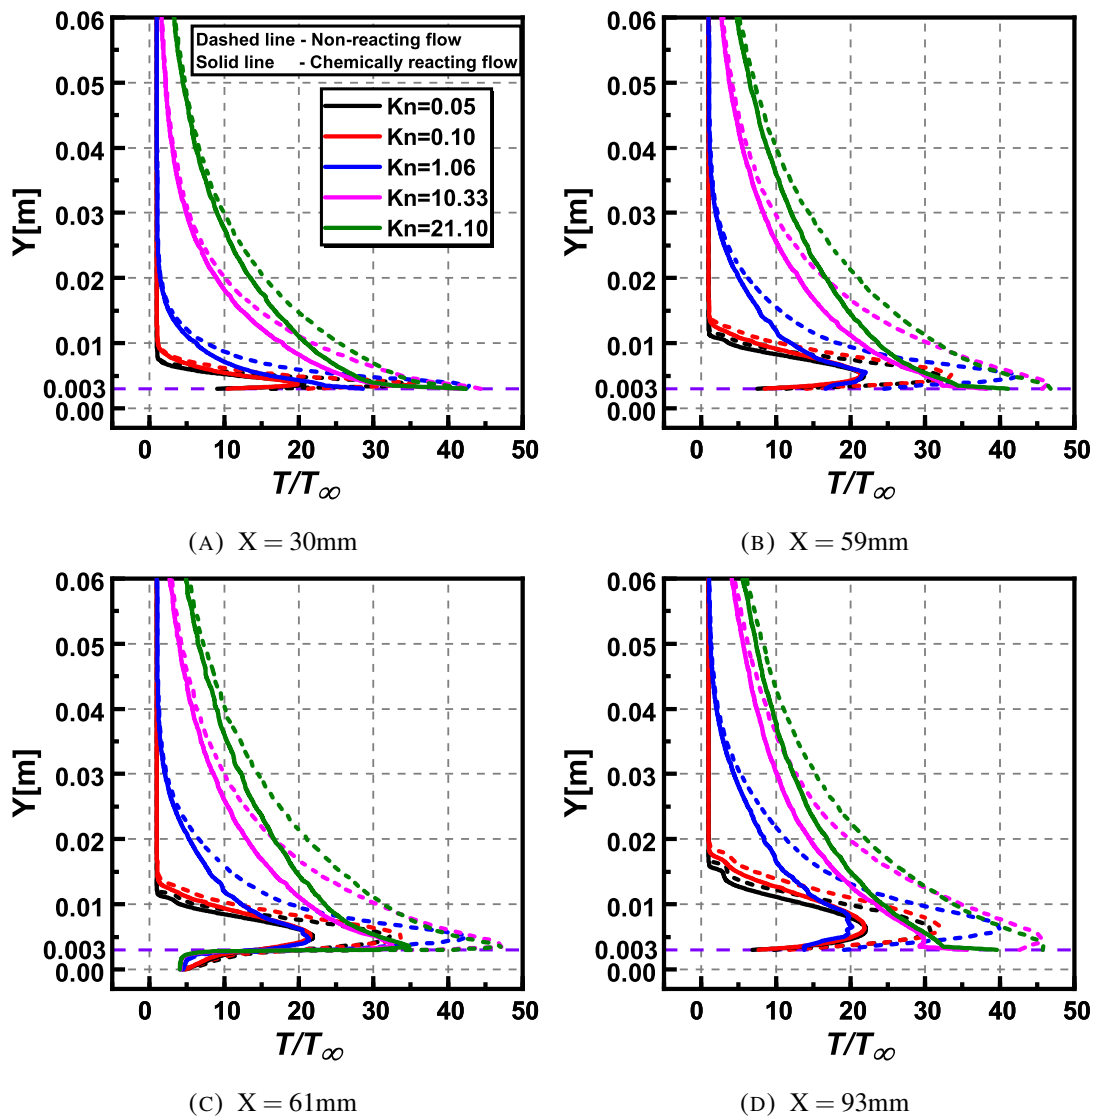 0.06
0.05
0.04
0.03
0.02
0.01
0.003
0.00
Y[m]
Dashed line - Non-reacting flow
Solid line - Chemically reacting flow
Kn=0.05
Kn=0.10
Kn=1.06
Kn=10.33
Kn=21.10
0 10 20 30 40 50
T/T∞
(A) X = 30mm
0.06
0.05
0.04
0.03
0.02
0.01
0.003
0.00
Y[m]
0 10 20 30 40 50
T/T∞
(B) X = 59mm
0.06
0.05
0.04
0.03
0.02
0.01
0.003
0.00
Y[m]
0 10 20 30 40 50
T/T∞
(C) X = 61mm
0.06
0.05
0.04
0.03
0.02
0.01
0.003
0.00
Y[m]
0 10 20 30 40 50
T/T∞
(D) X = 93mm